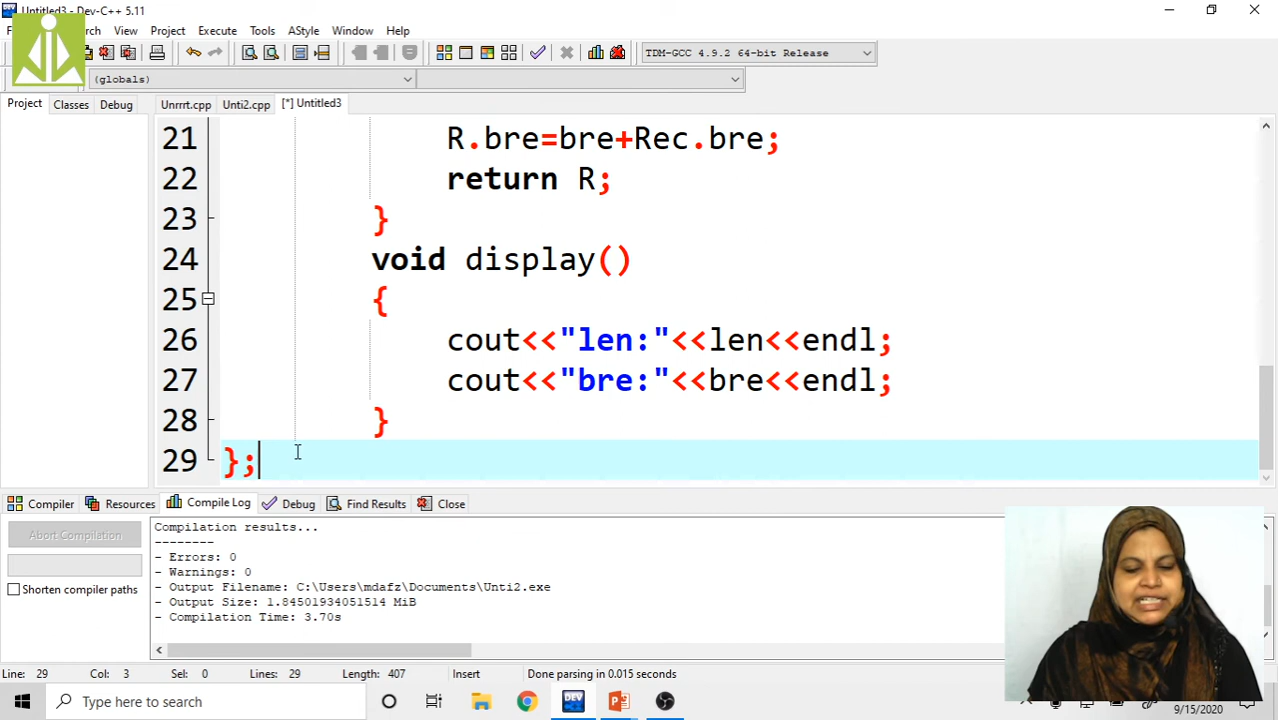 Untitled3 - Dev-C++ 5.11
View Project Execute Tools AStyle Window Help
TDM-GCC 4.9.2 64-bit Release
(globals)
Project Classes Debug Unrrrt.cpp Unti2.cpp [*] Untitled3
21 R.bre=bre+Rec.bre;
22 return R;
23 }
24 void display()
25 {
26 cout<<"len:"<<len<<endl;
27 cout<<"bre:"<<bre<<endl;
28 }
29 };
Compiler Resources Compile Log Debug Find Results Close
Abort Compilation
Shorten compiler paths
Compilation results...
--------
- Errors: 0
- Warnings: 0
- Output Filename: C:\Users\mdafz\Documents\Unti2.exe
- Output Size: 1.84501934051514 MiB
- Compilation Time: 3.70s
Line: 29 Col: 3 Sel: 0 Lines: 29 Length: 407 Insert Done parsing in 0.015 seconds
Type here to search
DEV
9/15/2020